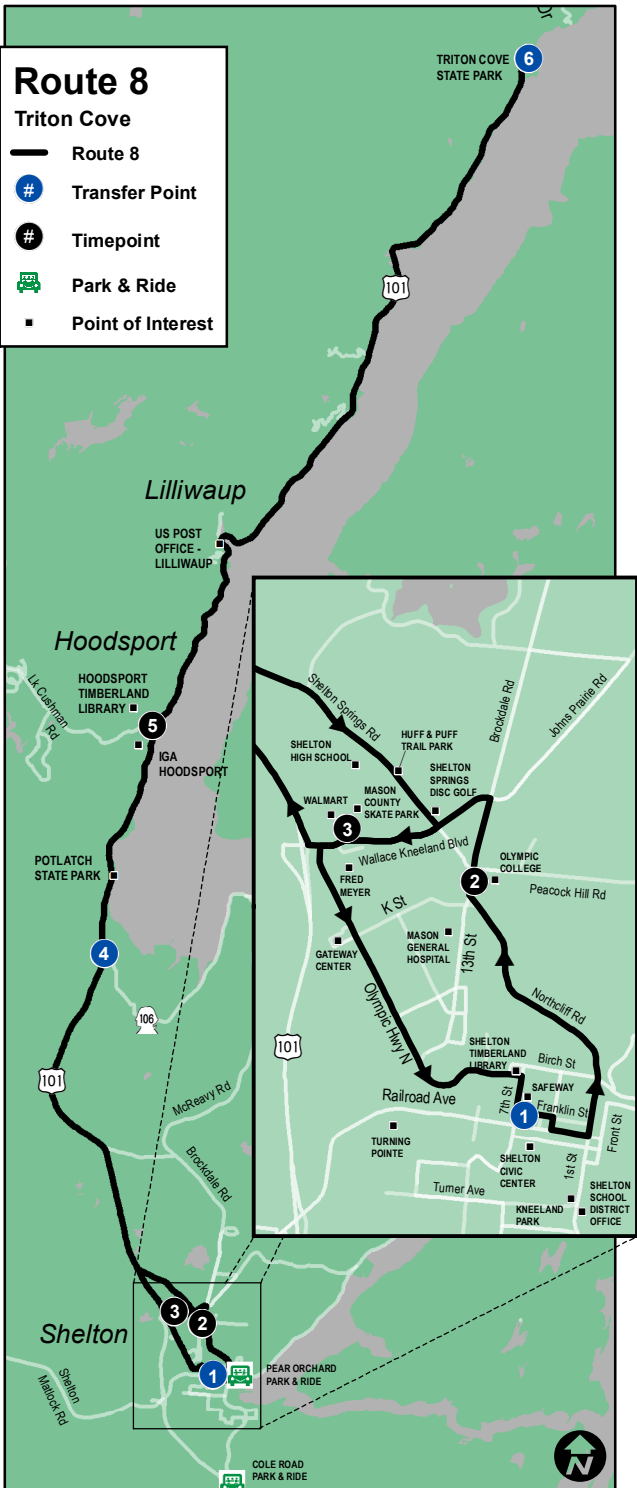 Dr
Route 8
Triton Cove
Route 8
# Transfer Point
# Timepoint
Park & Ride
Point of Interest
TRITON COVE
STATE PARK
6
101
Lilliwaup
US POST
OFFICE -
LILLIWAUP
Hoodsport
HOODSPORT
TIMBERLAND
LIBRARY
Lk Cushman
Rd
5
IGA
HOODSPORT
POTLATCH
STATE PARK
4
106
101
McReavy Rd
Brockdale Rd
Shelton
3
2
1
PEAR ORCHARD
PARK & RIDE
Shelton
Matlock Rd
COLE ROAD
PARK & RIDE
N
Shelton Springs Rd
Brockdale Rd
Johns Prairie Rd
HUFF & PUFF
TRAIL PARK
SHELTON
HIGH SCHOOL
SHELTON
SPRINGS
DISC GOLF
MASON
COUNTY
SKATE PARK
WALMART
3
Wallace Kneeland Blvd
FRED
MEYER
2
OLYMPIC
COLLEGE
Peacock Hill Rd
K St
GATEWAY
CENTER
MASON
GENERAL
HOSPITAL
13th St
Northcliff Rd
101
Olympic Hwy N
SHELTON
TIMBERLAND
LIBRARY
Birch St
SAFEWAY
7th St
Franklin St
1
Railroad Ave
Front St
TURNING
POINTE
SHELTON
CIVIC
CENTER
1st St
Turner Ave
KNEELAND
PARK
SHELTON
SCHOOL
DISTRICT
OFFICE